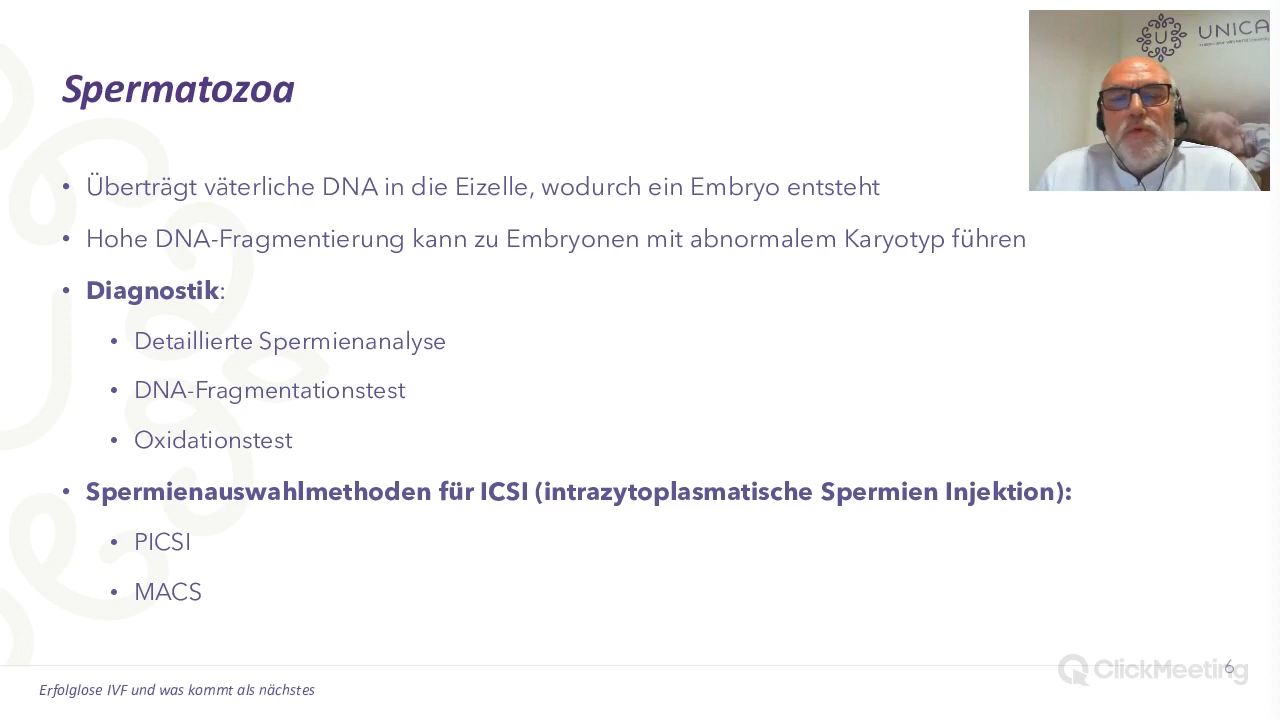 UNICA
Spermatozoa
• Überträgt väterliche DNA in die Eizelle, wodurch ein Embryo entsteht
• Hohe DNA-Fragmentierung kann zu Embryonen mit abnormalem Karyotyp führen
• Diagnostik:
• Detaillierte Spermienanalyse
• DNA-Fragmentationstest
• Oxidationstest
• Spermienauswahlmethoden für ICSI (intrazytoplasmatische Spermien Injektion):
• PICSI
• MACS
ClickMeeting
6
Erfolglose IVF und was kommt als nächstes